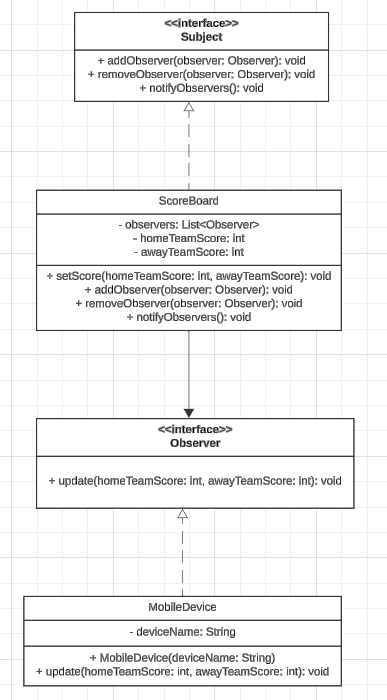 <<interface>>
Subject
+ addObserver(observer: Observer): void
+ removeObserver(observer: Observer): void
+ notifyObservers(): void
ScoreBoard
- observers: List<Observer>
- homeTeamScore: int
- awayTeamScore: int
+ setScore(homeTeamScore: int, awayTeamScore): void
+ addObserver(observer: Observer): void
+ removeObserver(observer: Observer): void
+ notifyObservers(): void
<<interface>>
Observer
+ update(homeTeamScore: int, awayTeamScore: int): void
MobileDevice
- deviceName: String
+ MobileDevice(deviceName: String)
+ update(homeTeamScore: int, awayTeamScore: int): void